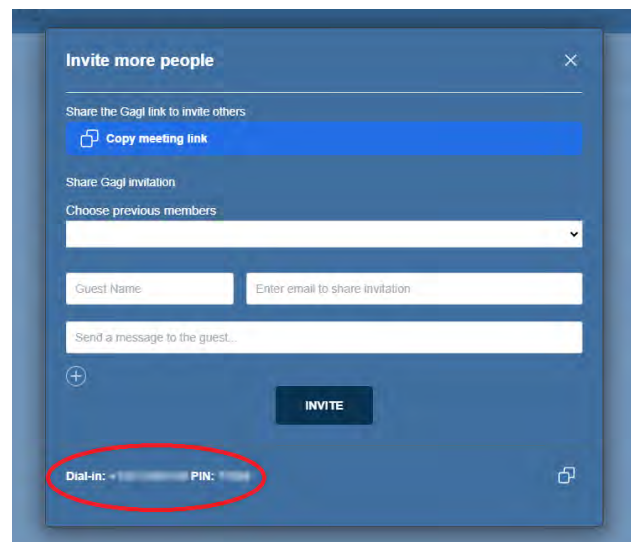 Invite more people
Share the Gagl link to invite others
Copy meeting link
Share Gagl invitation
Choose previous members
Guest Name
Enter email to share invitation
Send a message to the guest...
INVITE
Dial-in: PIN: